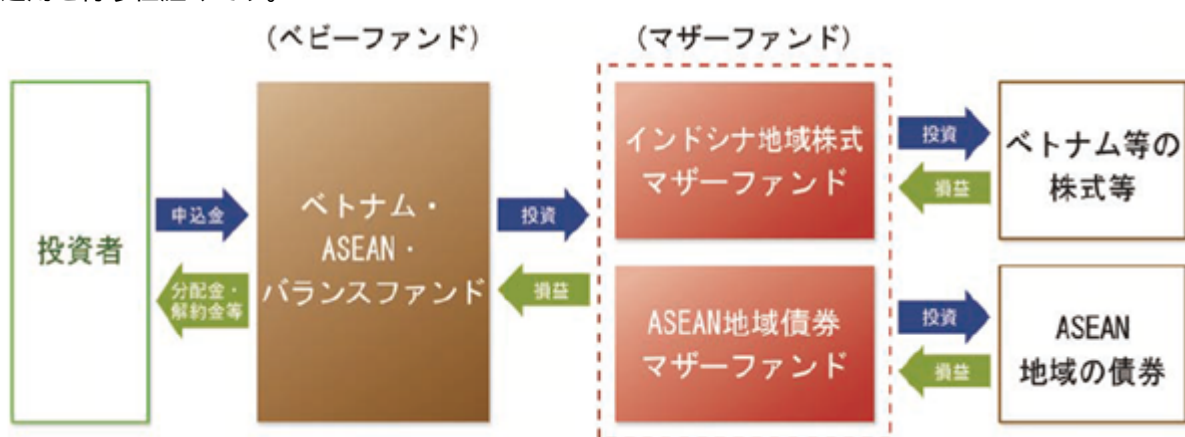 (ベビーファンド)
(マザーファンド)
投資者
申込金
分配金・
解約金等
ベトナム・
ASEAN・
バランスファンド
投資
損益
インドシナ地域株式
マザーファンド
ASEAN地域債券
マザーファンド
投資
損益
投資
損益
ベトナム等の
株式等
ASEAN
地域の債券